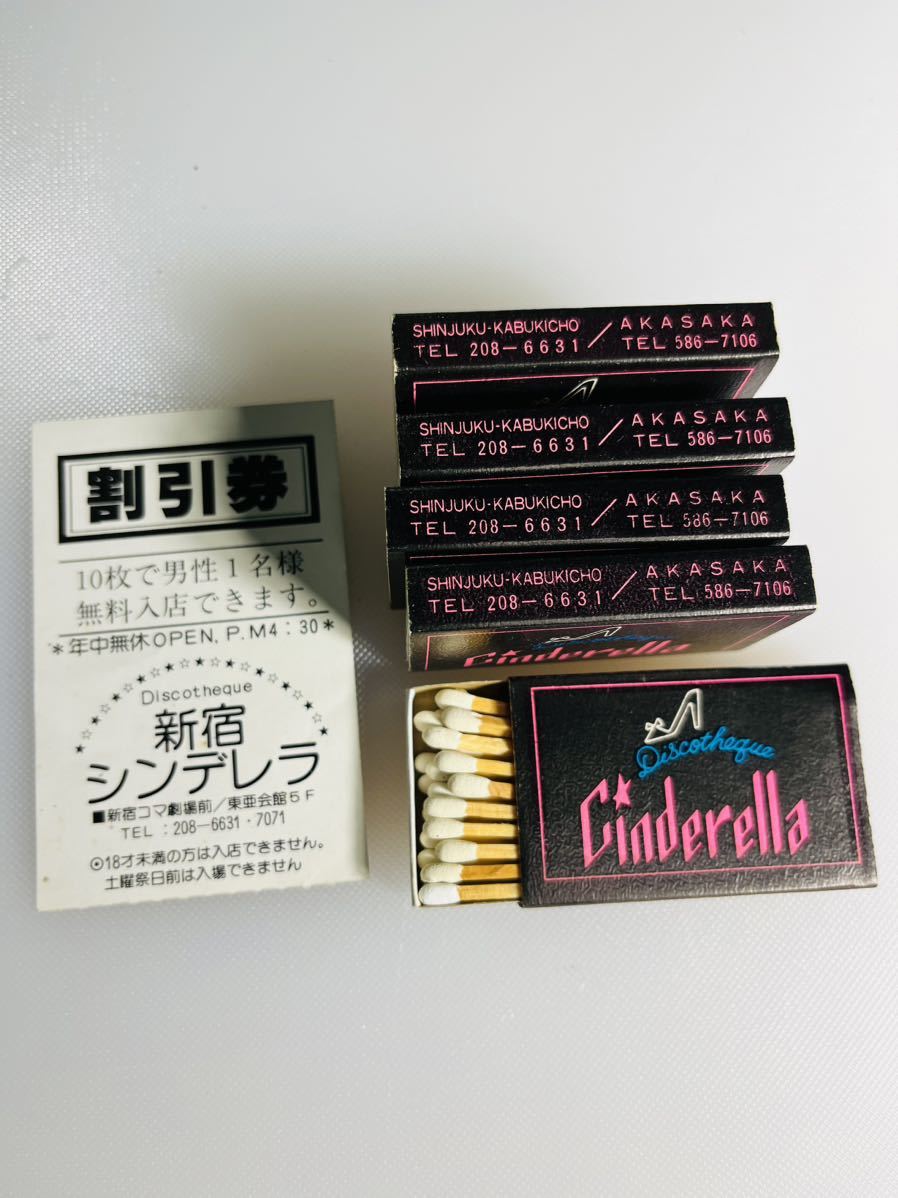 割引券
10枚で男性1名様
無料入店できます。
*年中無休OPEN, P.M4:30*
Discotheque
新宿
シンデレラ
■新宿コマ劇場前/東亜会館5F
TEL:208-6631・7071
⊙18才未満の方は入店できません。
土曜祭日前は入場できません
SHINJUKU-KABUKICHO / AKASAKA
TEL 208-6631 / TEL 586-7106
SHINJUKU-KABUKICHO / AKASAKA
TEL 208-6631 / TEL 586-7106
SHINJUKU-KABUKICHO / AKASAKA
TEL 208-6631 / TEL 586-7106
SHINJUKU-KABUKICHO / AKASAKA
TEL 208-6631 / TEL 586-7106
Discotheque
Cinderella
Discotheque
Cinderella